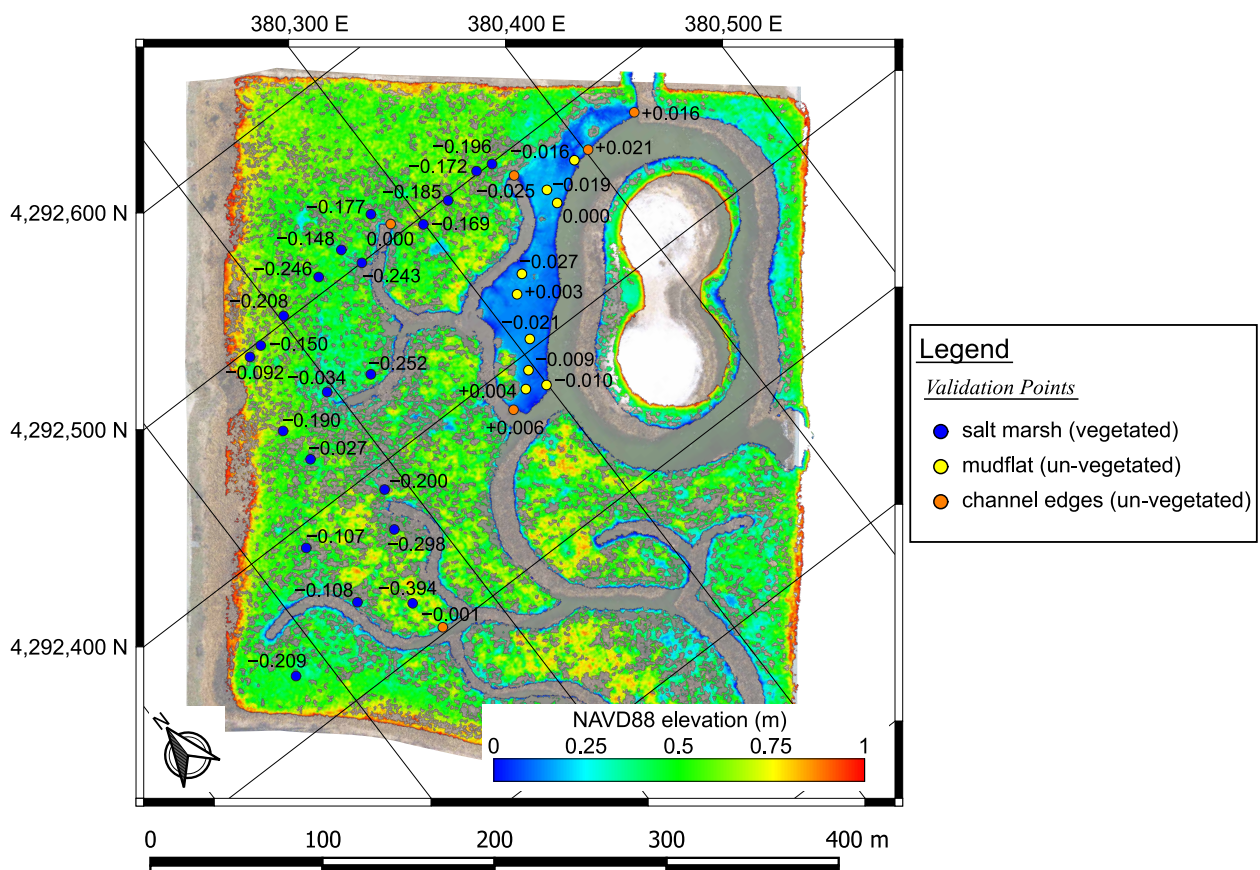 380,300 E 380,400 E 380,500 E
+0.016
−0.196 −0.016 +0.021
−0.172
−0.025 −0.019
−0.185
4,292,600 N −0.177 −0.169 0.000
−0.148 0.000
−0.246 −0.243 −0.027
−0.208 +0.003
−0.150 −0.021
−0.092 −0.252 −0.009
−0.034 −0.010
+0.004
−0.190 +0.006
4,292,500 N
−0.027
−0.200
−0.107 −0.298
−0.108 −0.394
−0.001
4,292,400 N
−0.209
N
NAVD88 elevation (m)
0 0.25 0.5 0.75 1
0 100 200 300 400 m
Legend
Validation Points
salt marsh (vegetated)
mudflat (un-vegetated)
channel edges (un-vegetated)